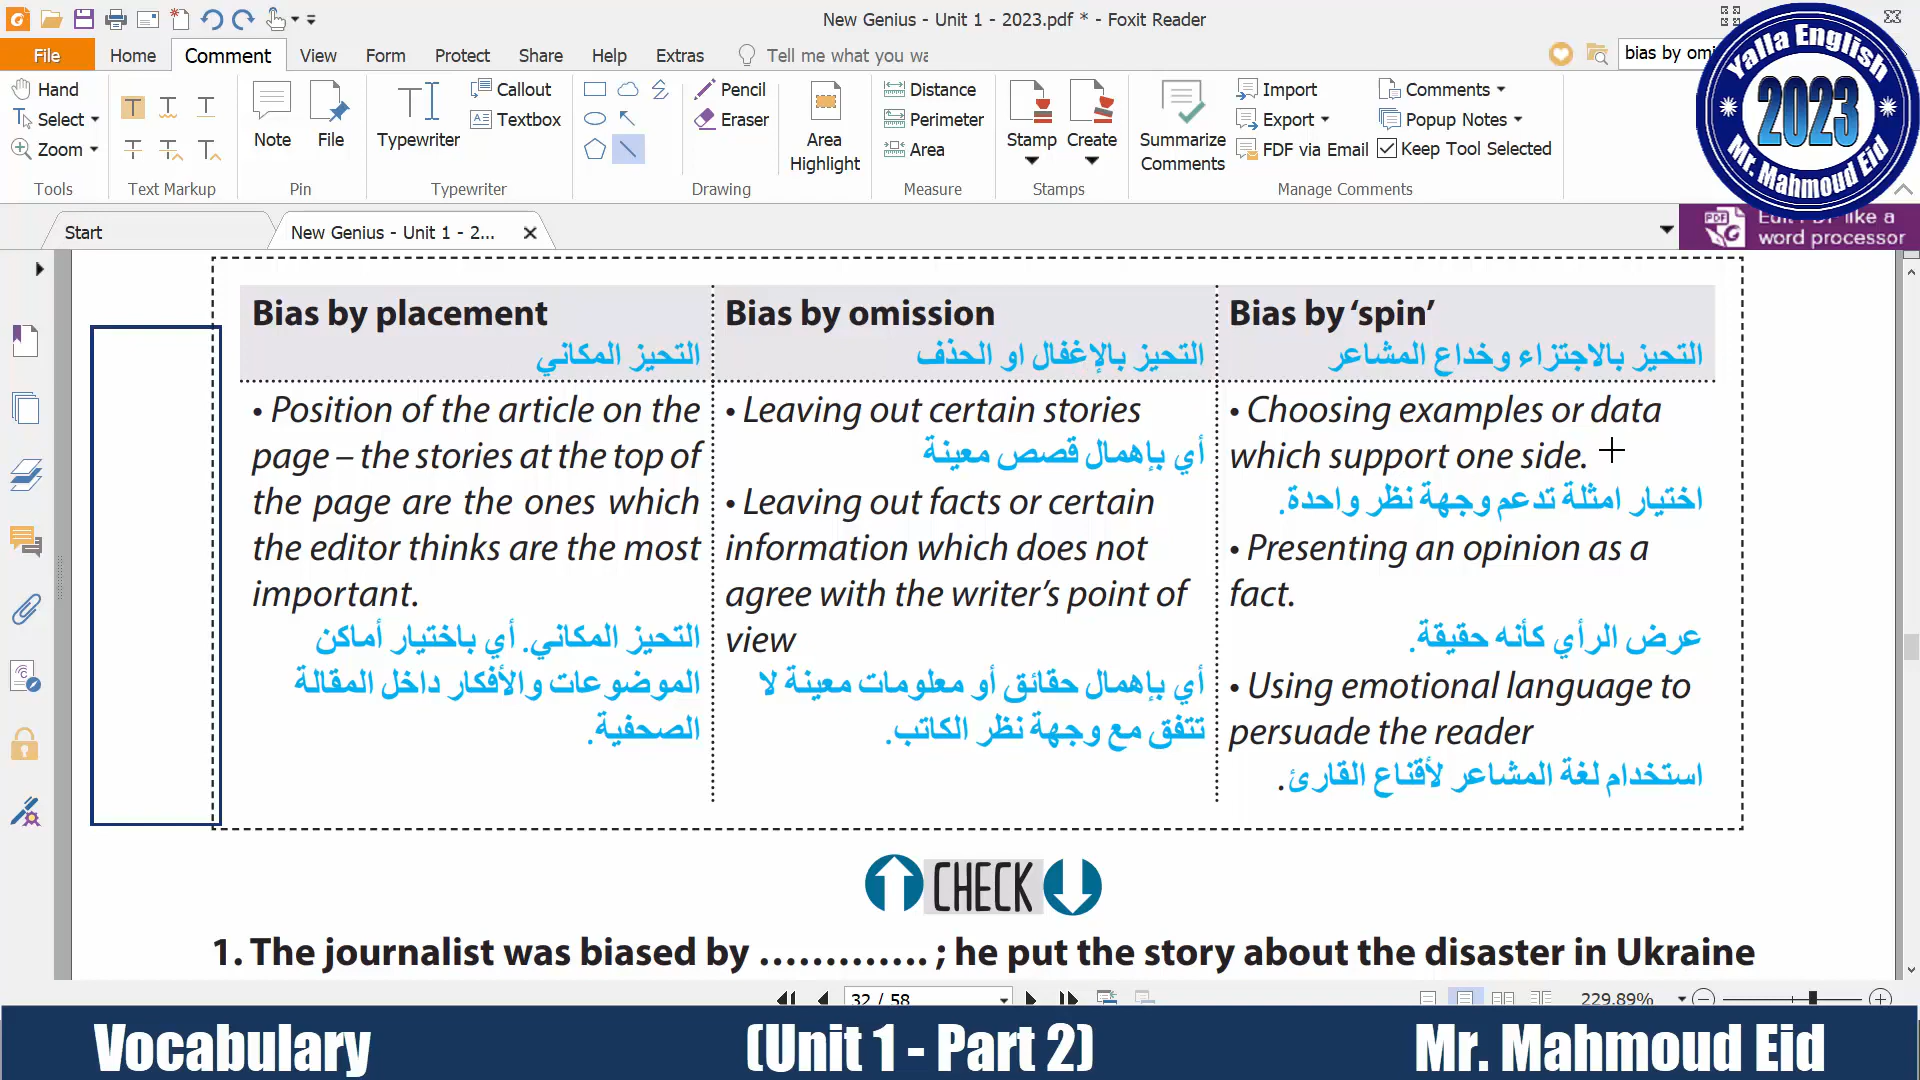 New Genius - Unit 1 - 2023.pdf * - Foxit Reader
File Home Comment View Form Protect Share Help Extras Tell me what you wa
bias by omi
Yalla English
2023
Mr. Mahmoud Eid
Hand
Select
Zoom
Tools
Text Markup
Note
File
Pin
Typewriter
Callout
Textbox
Typewriter
Pencil
Eraser
Area
Highlight
Drawing
Distance
Perimeter
Area
Measure
Stamp
Create
Stamps
Summarize
Comments
Import
Export
FDF via Email
Comments
Popup Notes
Keep Tool Selected
Manage Comments
Start
New Genius - Unit 1 - 2...
Edit PDF like a
word processor
Bias by placement
التحيز المكاني
• Position of the article on the
page – the stories at the top of
the page are the ones which
the editor thinks are the most
important.
التحيز المكاني. أي باختيار أماكن
الموضوعات والأفكار داخل المقالة
الصحفية.
Bias by omission
التحيز بالإغفال او الحذف
• Leaving out certain stories
أي بإهمال قصص معينة
• Leaving out facts or certain
information which does not
agree with the writer's point of
view
أي بإهمال حقائق أو معلومات معينة لا
تتفق مع وجهة نظر الكاتب.
Bias by ‘spin’
التحيز بالاجتزاء وخداع المشاعر
• Choosing examples or data
which support one side.
اختيار امثلة تدعم وجهة نظر واحدة.
• Presenting an opinion as a
fact.
عرض الرأي كأنه حقيقة.
• Using emotional language to
persuade the reader
استخدام لغة المشاعر لأقناع القارئ.
CHECK
1. The journalist was biased by ............. ; he put the story about the disaster in Ukraine
32 / 58
229.89%
Vocabulary (Unit 1 - Part 2) Mr. Mahmoud Eid